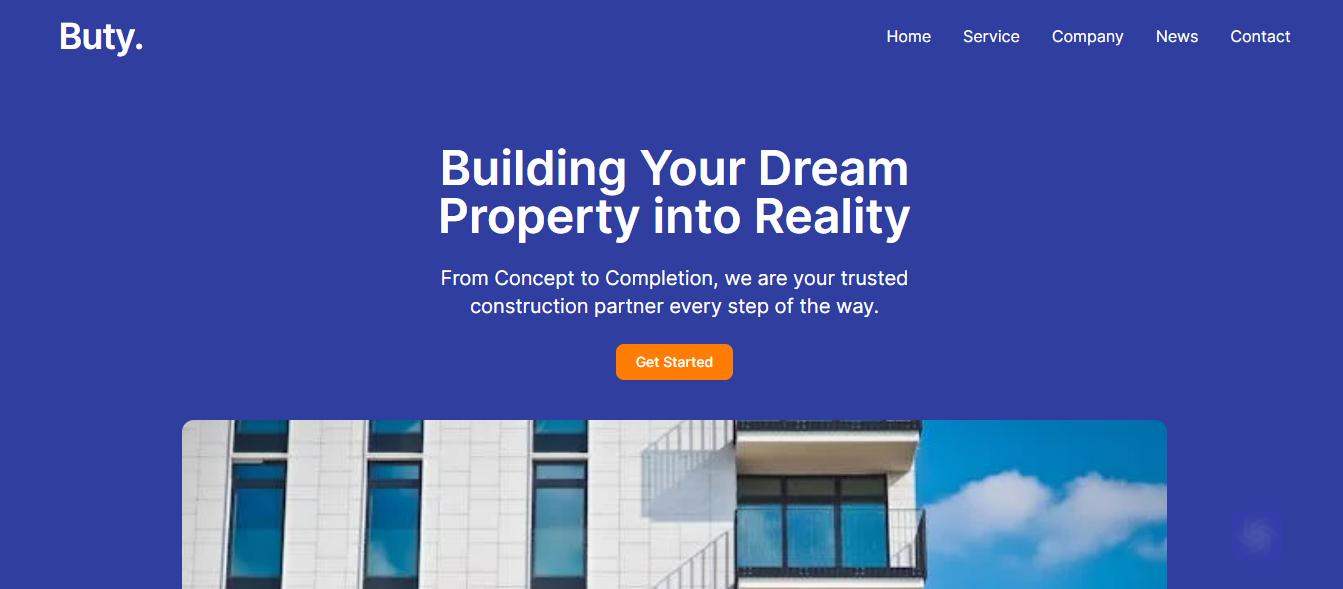 Buty.
Home Service Company News Contact
Building Your Dream
Property into Reality
From Concept to Completion, we are your trusted
construction partner every step of the way.
Get Started